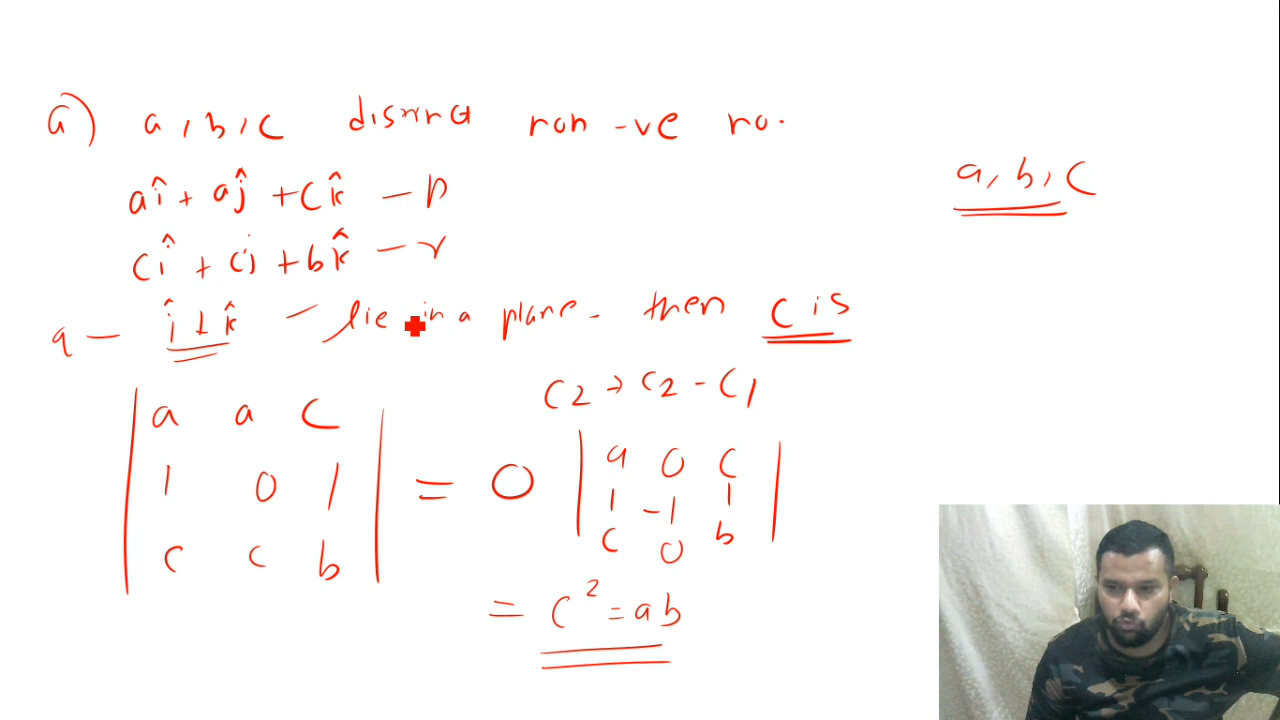 Q) a, b, c distinct non -ve no.
aî + aĵ + ck̂ — p
a, b, c
cî + cj + bk̂ — r
q — î + k̂ — lie in a plane. then c is
C2 → C2 - C1
| a a c |
| 1 0 1 | = 0
| c c b |
| a 0 c |
| 1 -1 1 |
| c 0 b |
= c² = ab